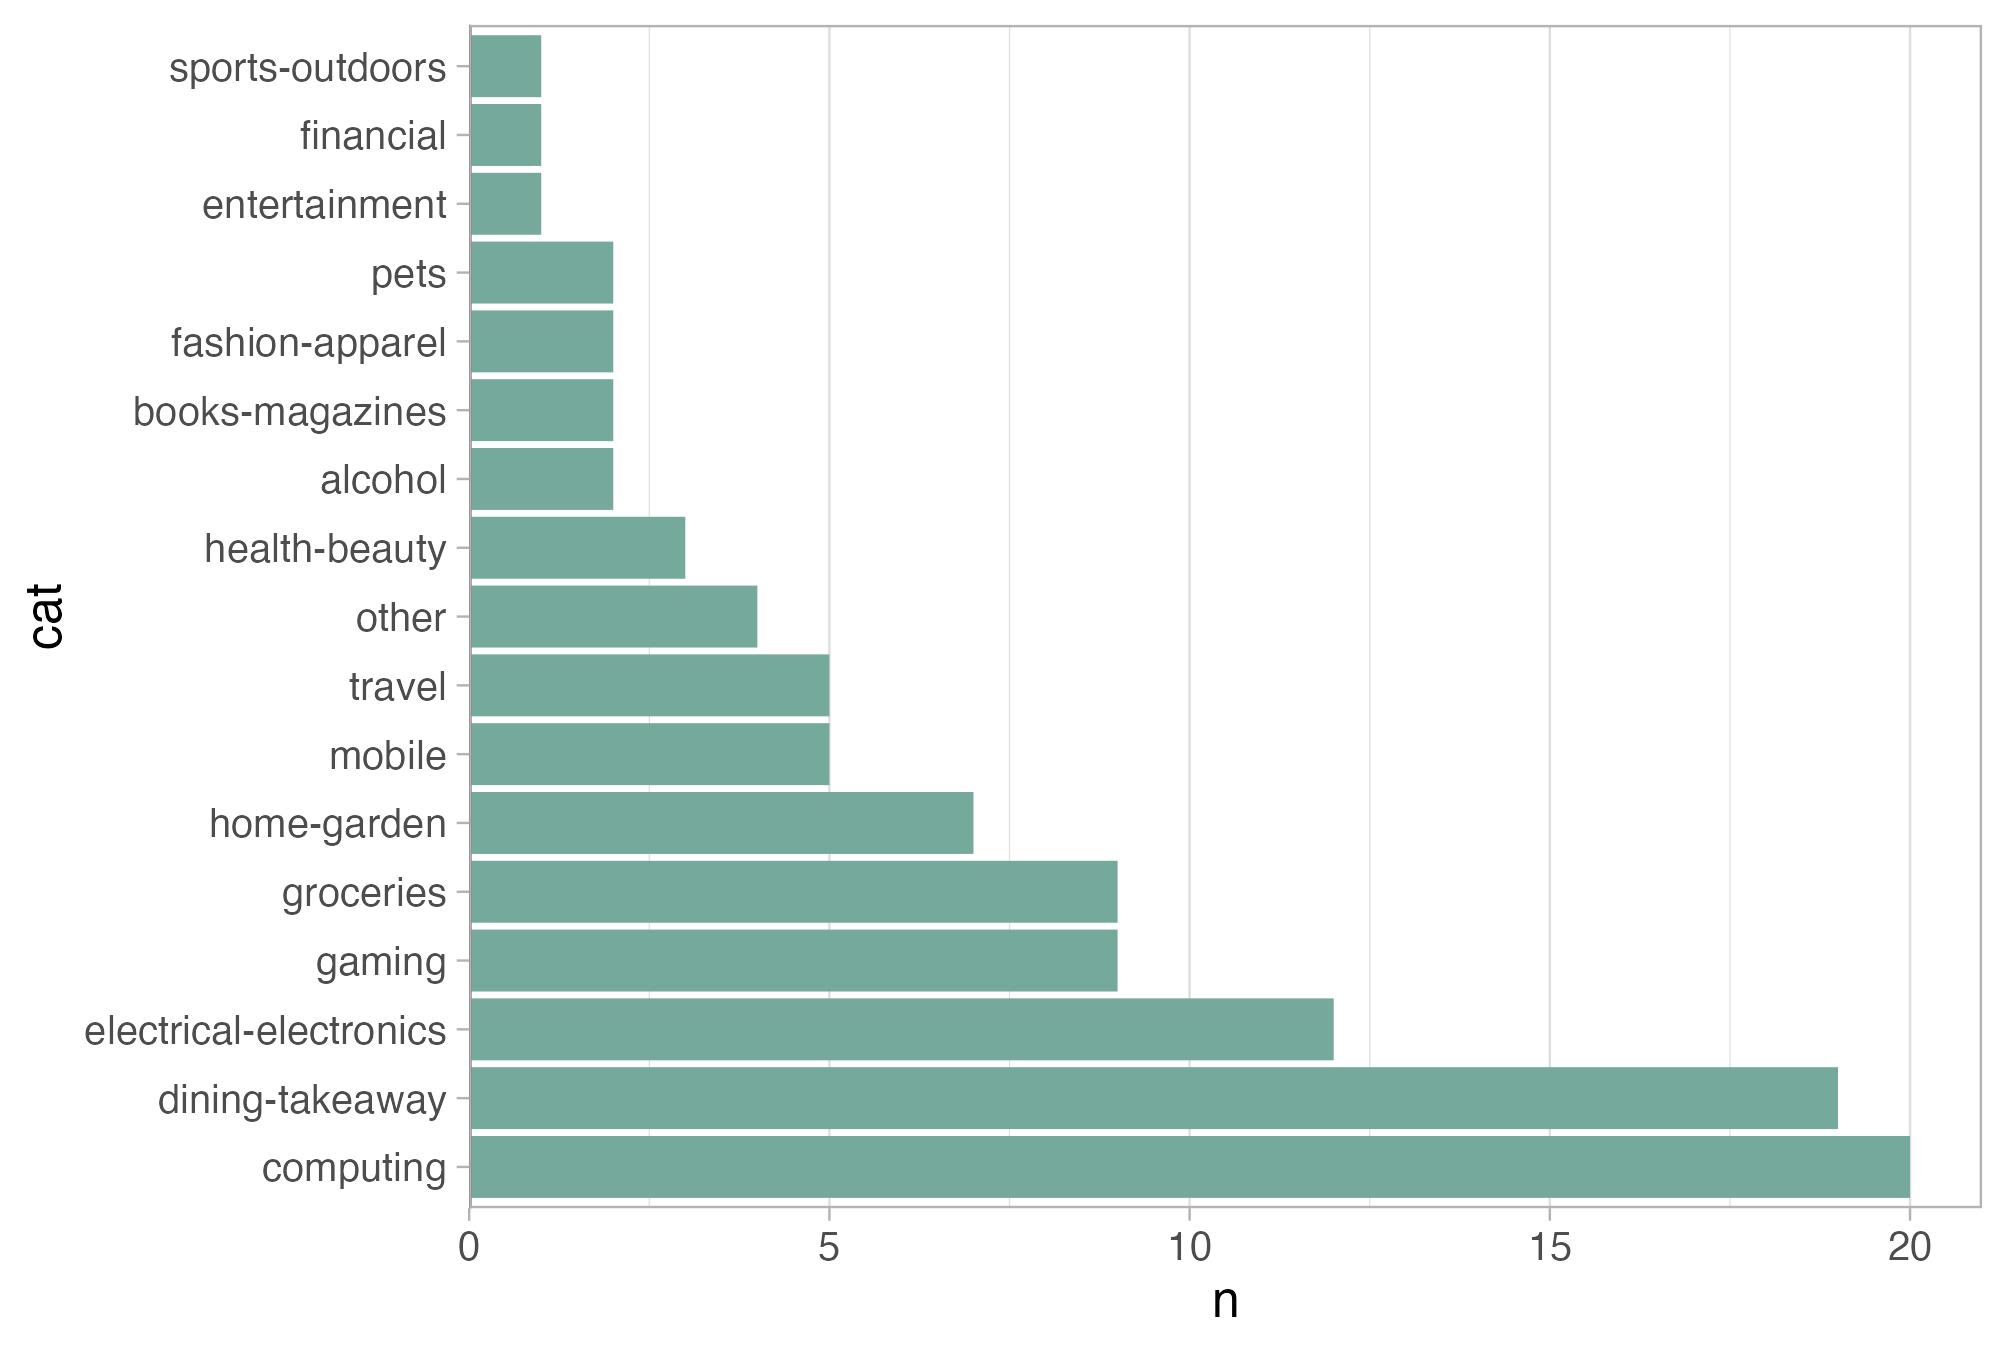 sports-outdoors
financial
entertainment
pets
fashion-apparel
books-magazines
alcohol
health-beauty
other
travel
mobile
home-garden
groceries
gaming
electrical-electronics
dining-takeaway
computing
cat
0 5 10 15 20
n